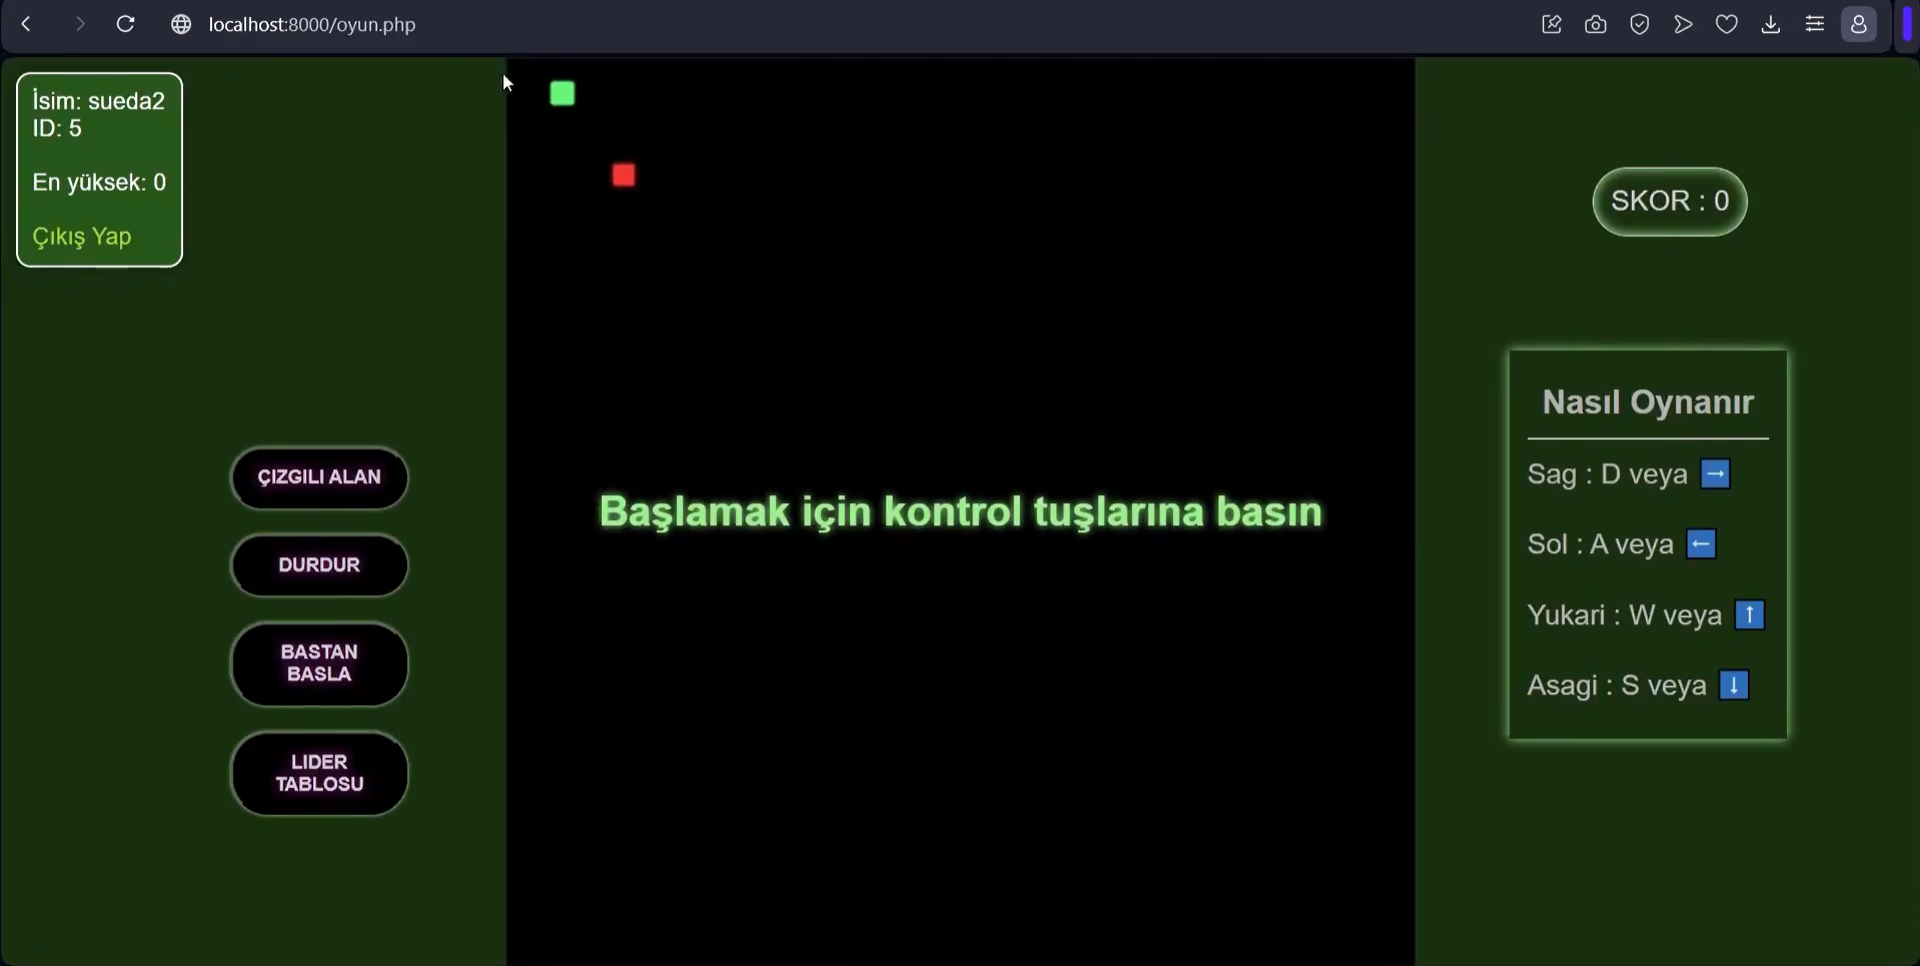 localhost:8000/oyun.php
İsim: sueda2
ID: 5
En yüksek: 0
Çıkış Yap
ÇIZGILI ALAN
DURDUR
BASTAN
BASLA
LIDER
TABLOSU
Başlamak için kontrol tuşlarına basın
SKOR : 0
Nasıl Oynanır
Sag : D veya →
Sol : A veya ←
Yukari : W veya ↑
Asagi : S veya ↓